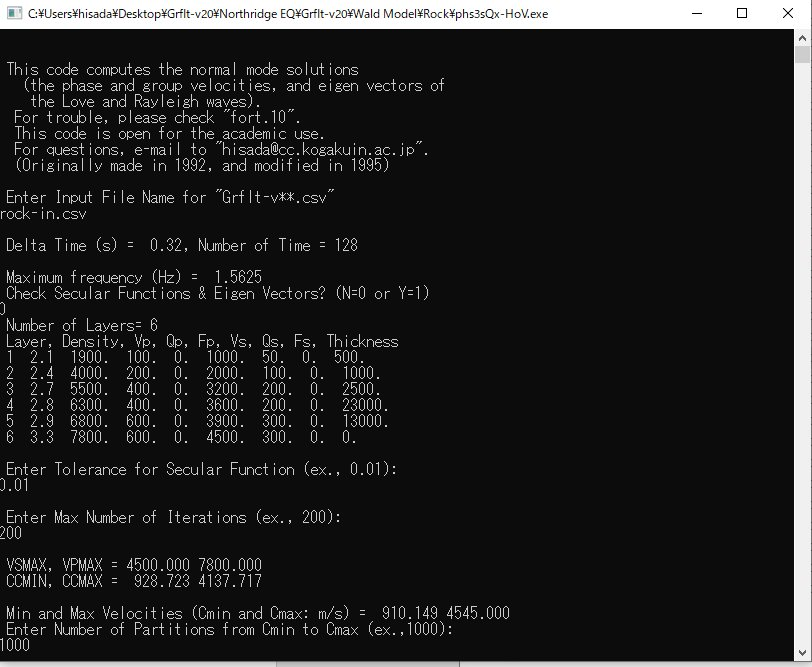 C:¥Users¥hisada¥Desktop¥Grflt-v20¥Northridge EQ¥Grflt-v20¥Wald Model¥Rock¥phs3sQx-HoV.exe
This code computes the normal mode solutions
(the phase and group velocities, and eigen vectors of
the Love and Rayleigh waves).
For trouble, please check "fort.10".
This code is open for the academic use.
For questions, e-mail to "hisada@cc.kogakuin.ac.jp".
(Originally made in 1992, and modified in 1995)
Enter Input File Name for "Grflt-v**.csv"
rock-in.csv
Delta Time (s) =  0.32, Number of Time = 128
Maximum frequency (Hz) =  1.5625
Check Secular Functions & Eigen Vectors? (N=0 or Y=1)
0
Number of Layers= 6
Layer, Density, Vp, Qp, Fp, Vs, Qs, Fs, Thickness
1  2.1  1900.  100.  0.  1000.  50.  0.  500.
2  2.4  4000.  200.  0.  2000.  100.  0.  1000.
3  2.7  5500.  400.  0.  3200.  200.  0.  2500.
4  2.8  6300.  400.  0.  3600.  200.  0.  23000.
5  2.9  6800.  600.  0.  3900.  300.  0.  13000.
6  3.3  7800.  600.  0.  4500.  300.  0.  0.
Enter Tolerance for Secular Function (ex., 0.01):
0.01
Enter Max Number of Iterations (ex., 200):
200
VSMAX, VPMAX = 4500.000 7800.000
CCMIN, CCMAX =  928.723 4137.717
Min and Max Velocities (Cmin and Cmax: m/s) =  910.149 4545.000
Enter Number of Partitions from Cmin to Cmax (ex.,1000):
1000